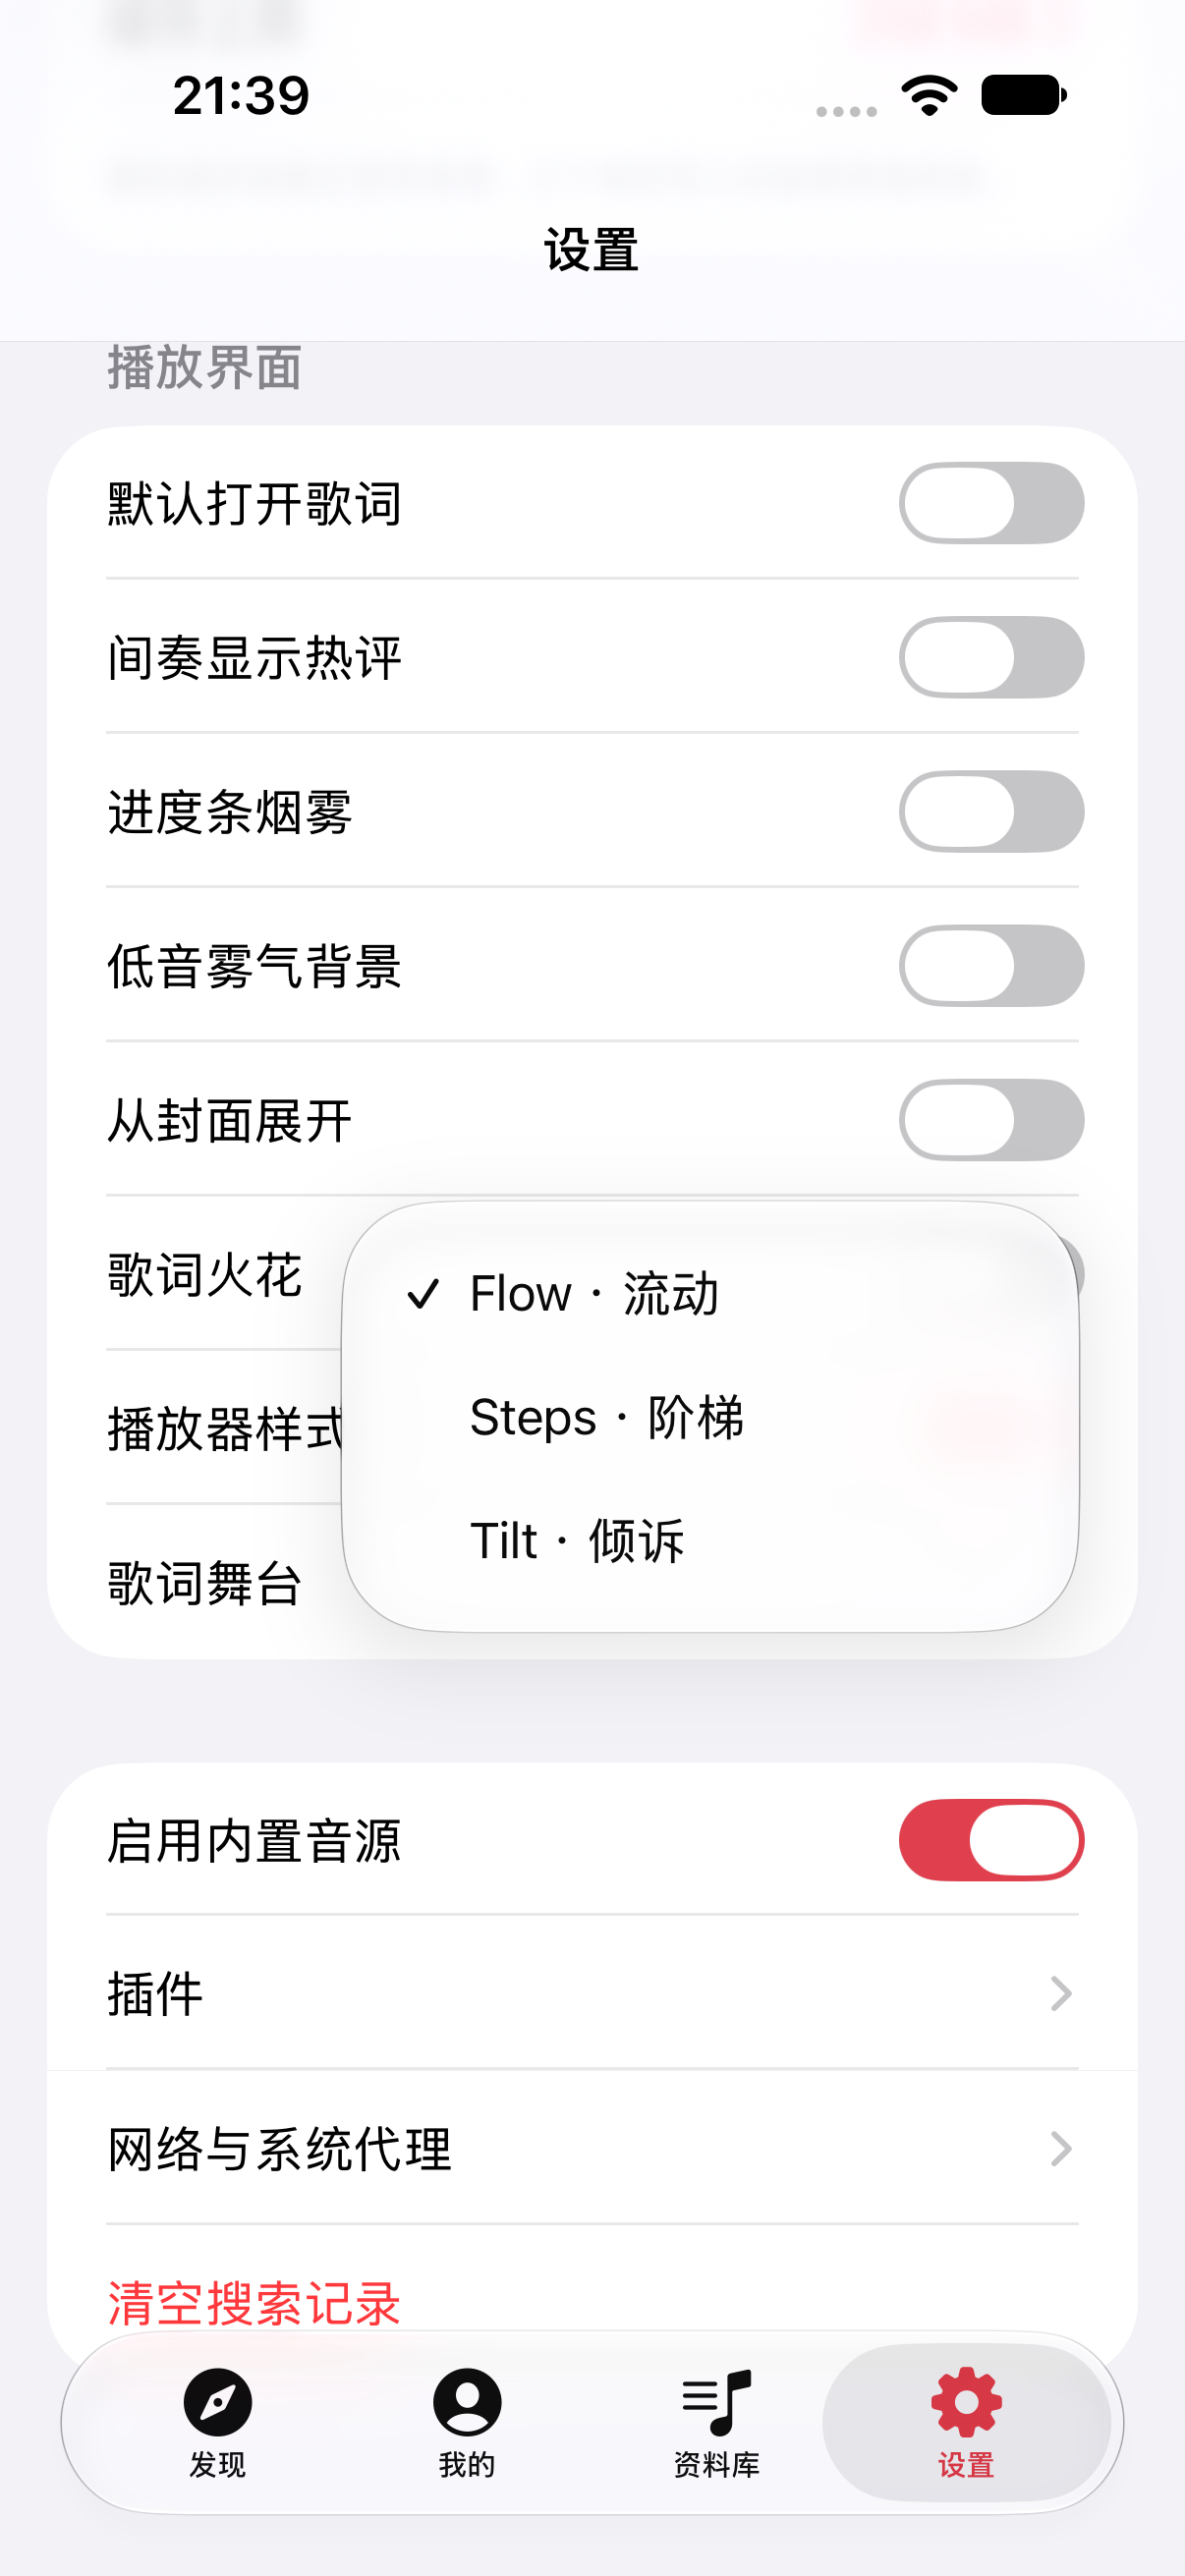 21:39
设置
播放界面
默认打开歌词
间奏显示热评
进度条烟雾
低音雾气背景
从封面展开
歌词火花
Flow · 流动
播放器样式
Steps · 阶梯
Tilt · 倾诉
歌词舞台
启用内置音源
插件
网络与系统代理
清空搜索记录
发现
我的
资料库
设置